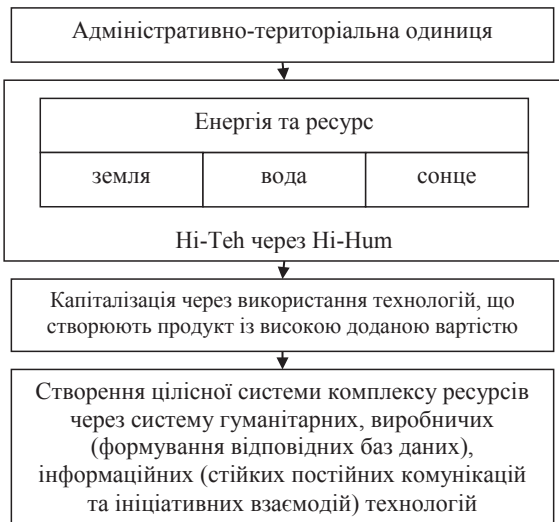 Адміністративно-територіальна одиниця
Енергія та ресурс
земля вода сонце
Hi-Teh через Hi-Hum
Капіталізація через використання технологій, що
створюють продукт із високою доданою вартістю
Створення цілісної системи комплексу ресурсів
через систему гуманітарних, виробничих
(формування відповідних баз даних),
інформаційних (стійких постійних комунікацій
та ініціативних взаємодій) технологій